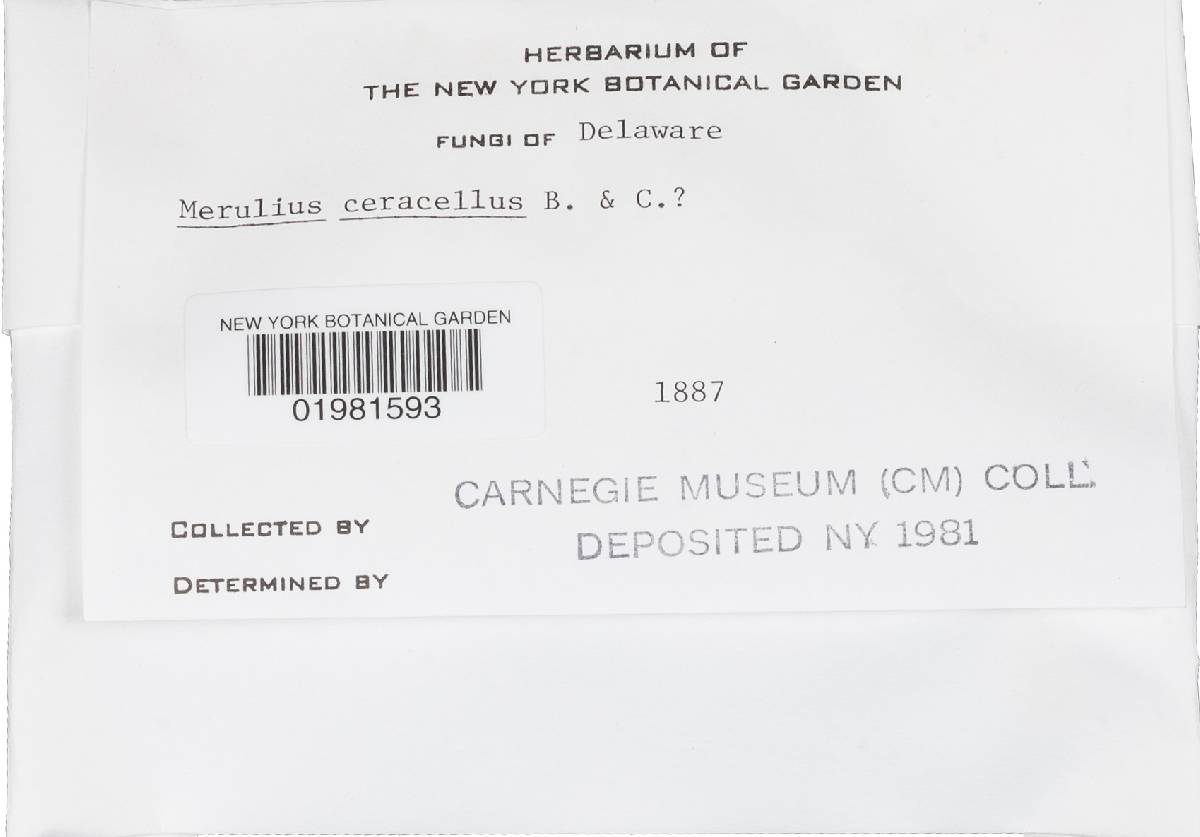 HERBARIUM OF
THE NEW YORK BOTANICAL GARDEN
FUNGI OF Delaware
Merulius ceracellus B. & C.?
NEW YORK BOTANICAL GARDEN
01981593
1887
CARNEGIE MUSEUM (CM) COLL.
DEPOSITED NY 1981
COLLECTED BY
DETERMINED BY